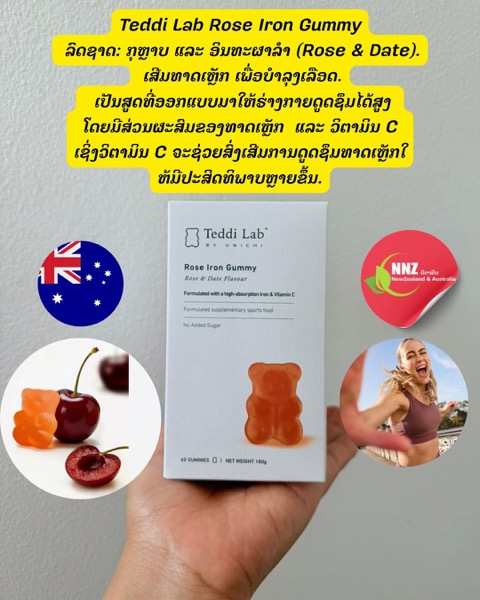 Teddi Lab Rose Iron Gummy
ລົດຊາດ: ກຸຫຼາບ ແລະ ອິນທະຜາລຳ (Rose & Date).
ເສີມທາດເຫຼັກ ເພື່ອບຳລຸງເລືອດ.
ເປັນສູດທີ່ອອກແບບມາໃຫ້ຮ່າງກາຍດູດຊຶມໄດ້ສູງ
ໂດຍມີສ່ວນຜະສົມຂອງທາດເຫຼັກ ແລະ ວິຕາມິນ C
ເຊິ່ງວິຕາມິນ C ຈະຊ່ວຍສົ່ງເສີມການດູດຊຶມທາດເຫຼັກໃ
ຫ້ມີປະສິດທິພາບຫຼາຍຂຶ້ນ.
Teddi Lab®
BY UNICHI
Rose Iron Gummy
Rose & Date Flavour
Formulated with a high-absorption Iron & Vitamin C
Formulated supplementary sports food
No Added Sugar
60 GUMMIES | NET WEIGHT 180g
NNZ
NewZealand & Australia